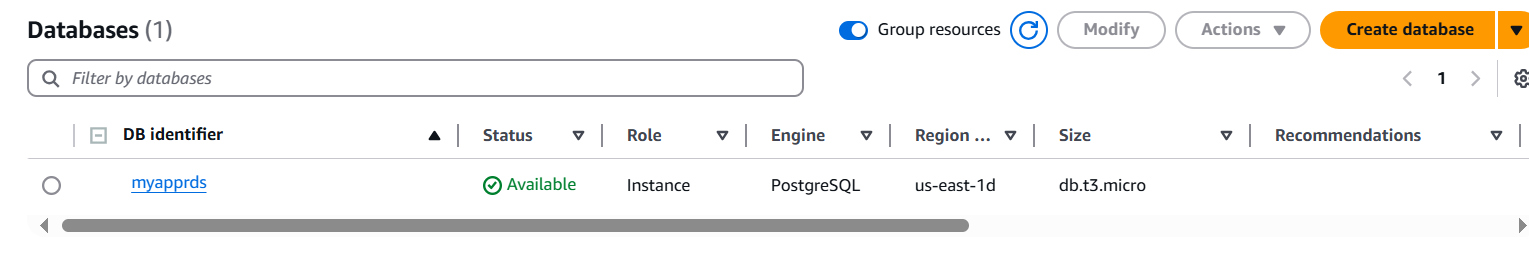 Databases (1) Group resources Modify Actions Create database
Filter by databases 1
DB identifier Status Role Engine Region ... Size Recommendations
myapprds Available Instance PostgreSQL us-east-1d db.t3.micro